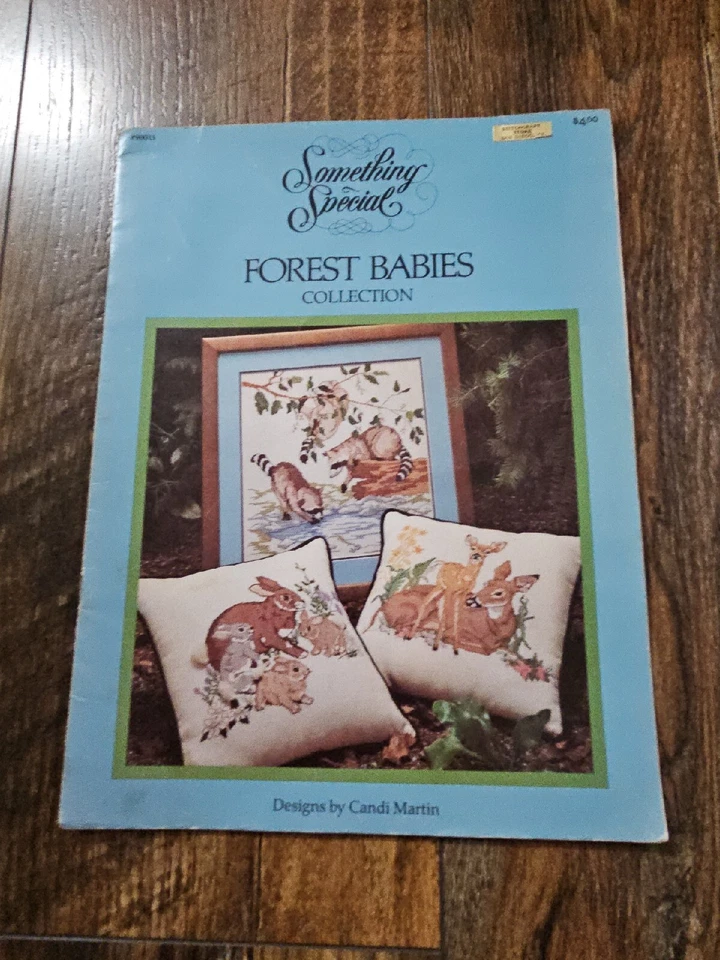 $4.00
Something
Special
FOREST BABIES
COLLECTION
Designs by Candi Martin